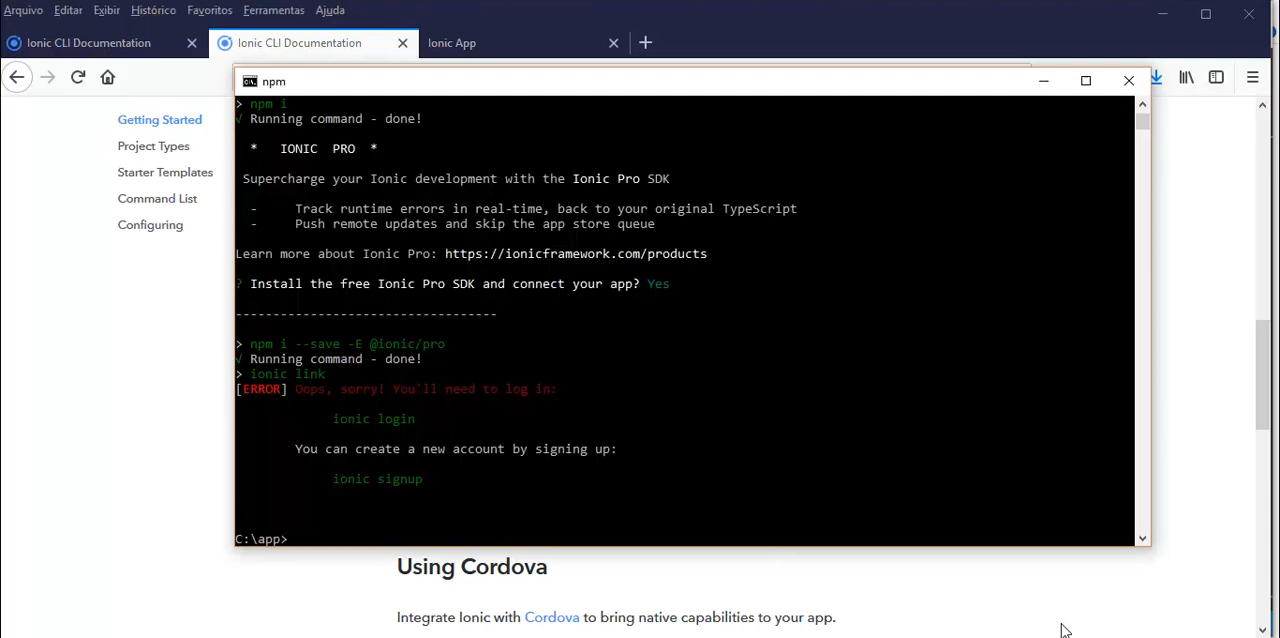 Arquivo Editar Exibir Histórico Favoritos Ferramentas Ajuda
Ionic CLI Documentation
Ionic CLI Documentation
Ionic App
npm
Getting Started
Project Types
Starter Templates
Command List
Configuring
> npm i
√ Running command - done!
* IONIC PRO *
Supercharge your Ionic development with the Ionic Pro SDK
- Track runtime errors in real-time, back to your original TypeScript
- Push remote updates and skip the app store queue
Learn more about Ionic Pro: https://ionicframework.com/products
? Install the free Ionic Pro SDK and connect your app? Yes
----------------------------------
> npm i --save -E @ionic/pro
√ Running command - done!
> ionic link
[ERROR] Oops, sorry! You'll need to log in:
ionic login
You can create a new account by signing up:
ionic signup
C:\app>
Using Cordova
Integrate Ionic with Cordova to bring native capabilities to your app.